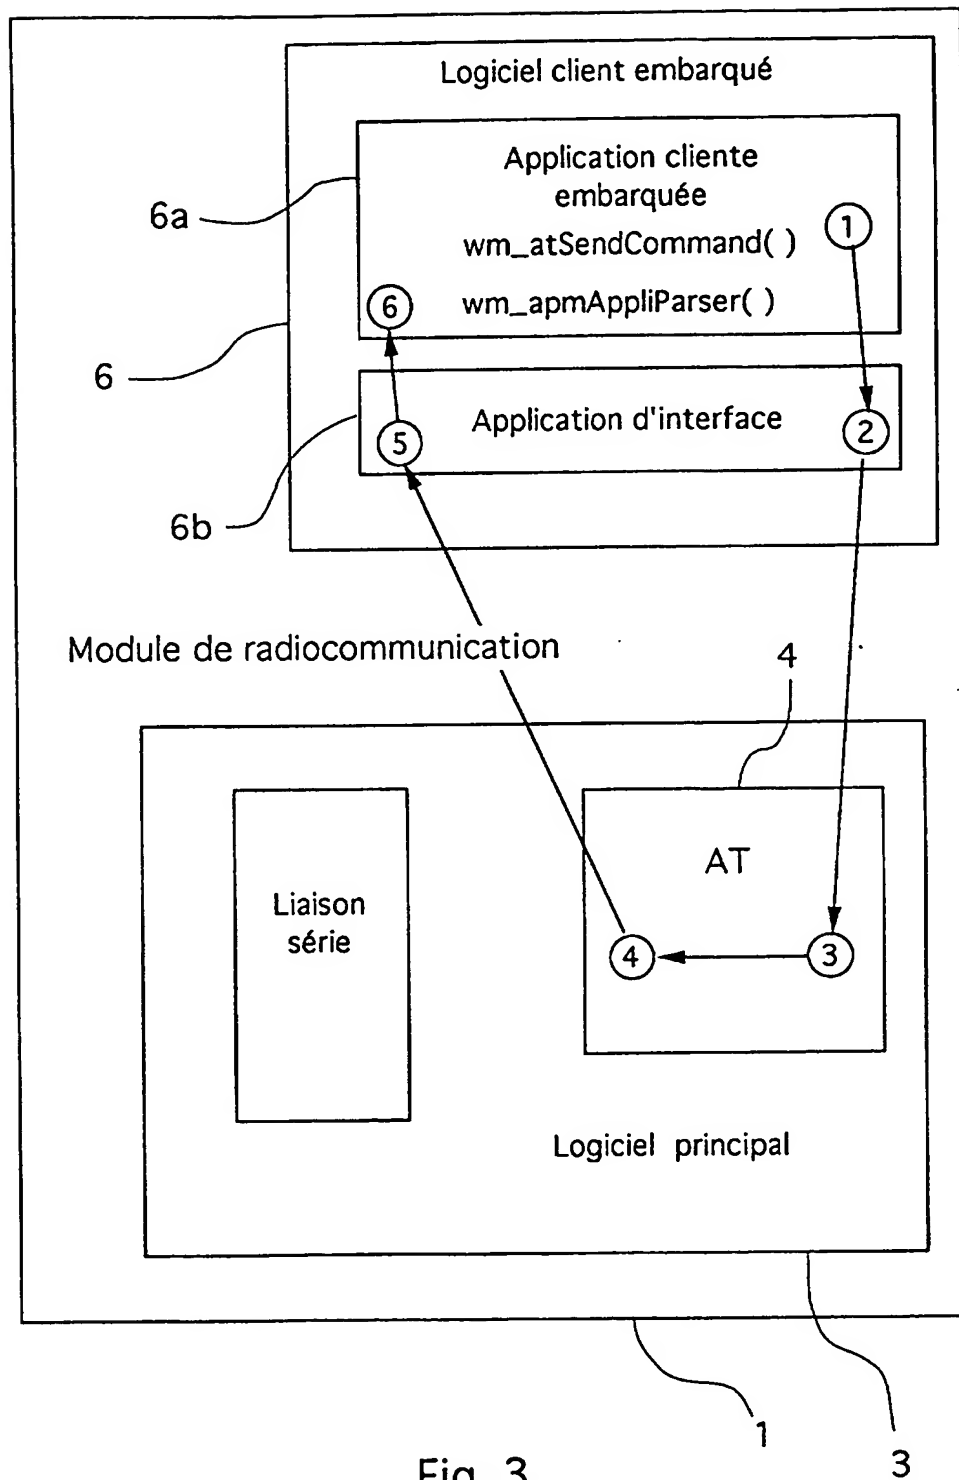 Logiciel client embarqué
Application cliente
embarquée
6a
1
wm_atSendCommand( )
6
wm_apmAppliParser( )
6
Application d'interface
2
5
6b
Module de radiocommunication
4
AT
Liaison
série
4
3
Logiciel principal
1
3
Fig. 3